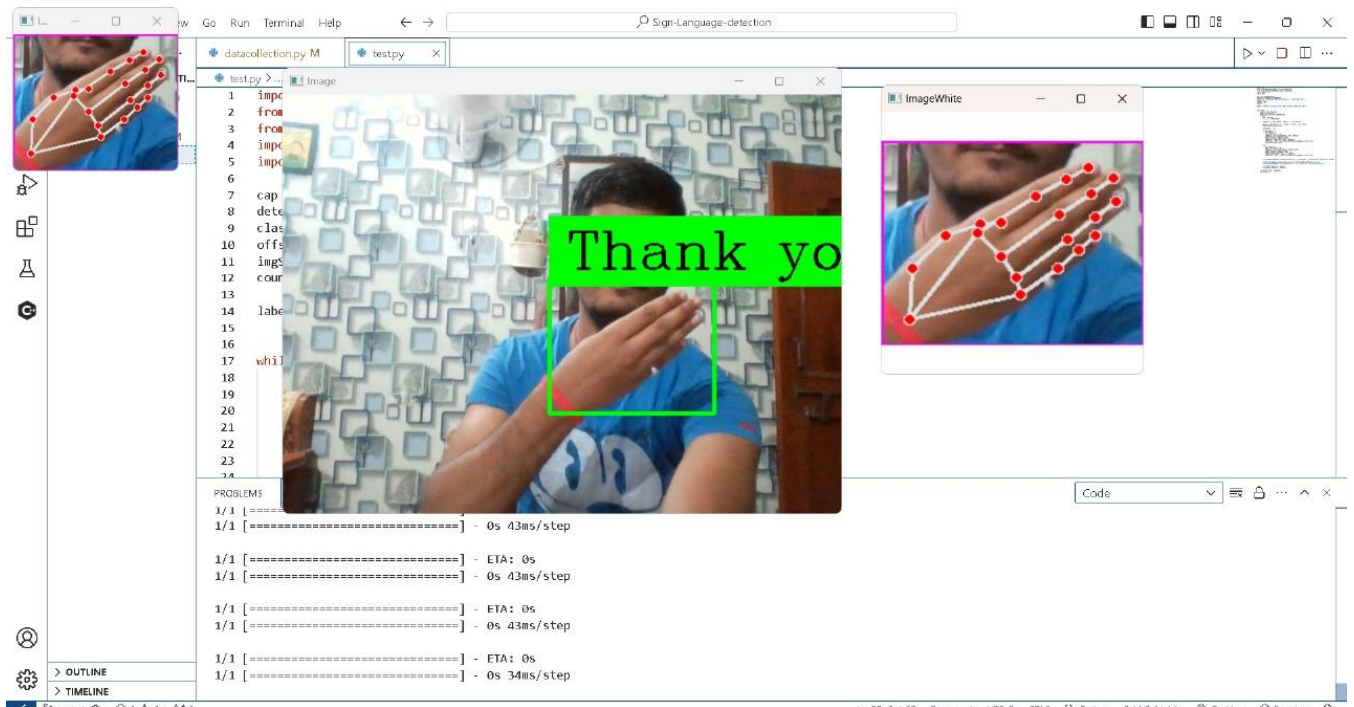 I...
w Go Run Terminal Help
Sign-Language-detection
datacollection.py M
test.py
test.py >
Image
ImageWhite
1 impo
2 from
3 from
4 impo
5 impo
6
7 cap
8 dete
9 clas
10 offs
11 imgS
12 coun
13
14 labe
15
16
17 whil
18
19
20
21
22
23
24
Thank yo
PROBLEMS
Code
1/1 [==============================] - 0s 43ms/step
1/1 [==============================] - ETA: 0s
1/1 [==============================] - 0s 43ms/step
1/1 [==============================] - ETA: 0s
1/1 [==============================] - 0s 43ms/step
1/1 [==============================] - ETA: 0s
1/1 [==============================] - 0s 34ms/step
> OUTLINE
> TIMELINE